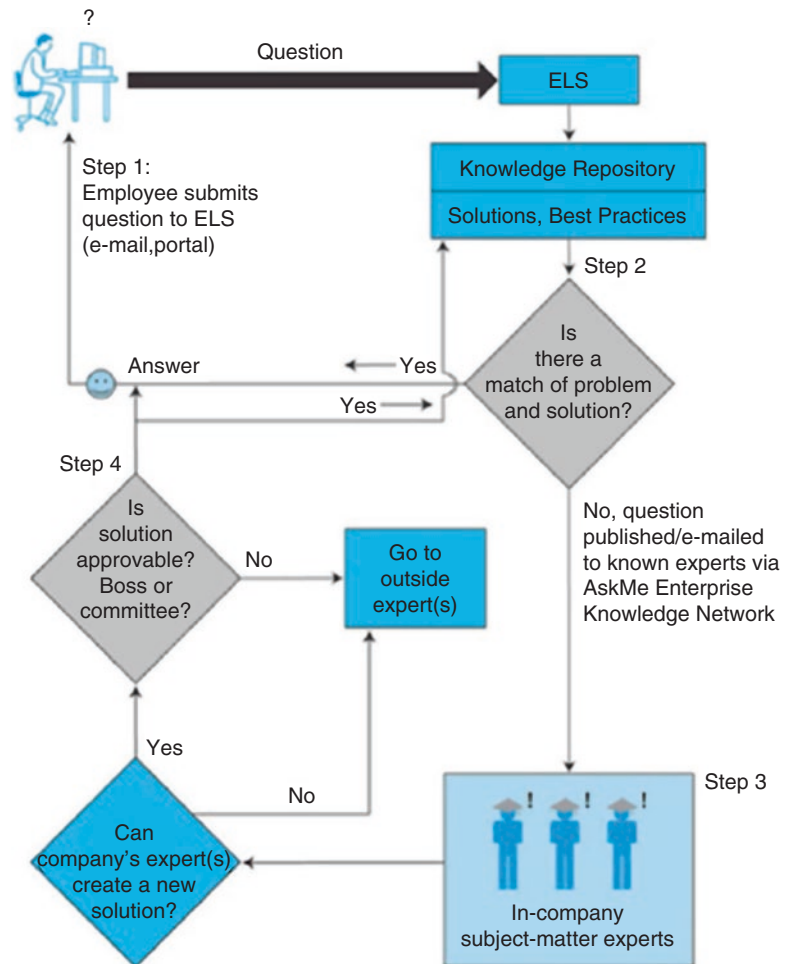 ?
Question
ELS
Step 1:
Employee submits
question to ELS
(e-mail,portal)
Knowledge Repository
Solutions, Best Practices
Step 2
Is
there a
match of problem
and solution?
Answer
Yes
Yes
Step 4
Is
solution
approvable?
Boss or
committee?
No
Go to
outside
expert(s)
No, question
published/e-mailed
to known experts via
AskMe Enterprise
Knowledge Network
Yes
No
Can
company's expert(s)
create a new
solution?
Step 3
! ! !
In-company
subject-matter experts